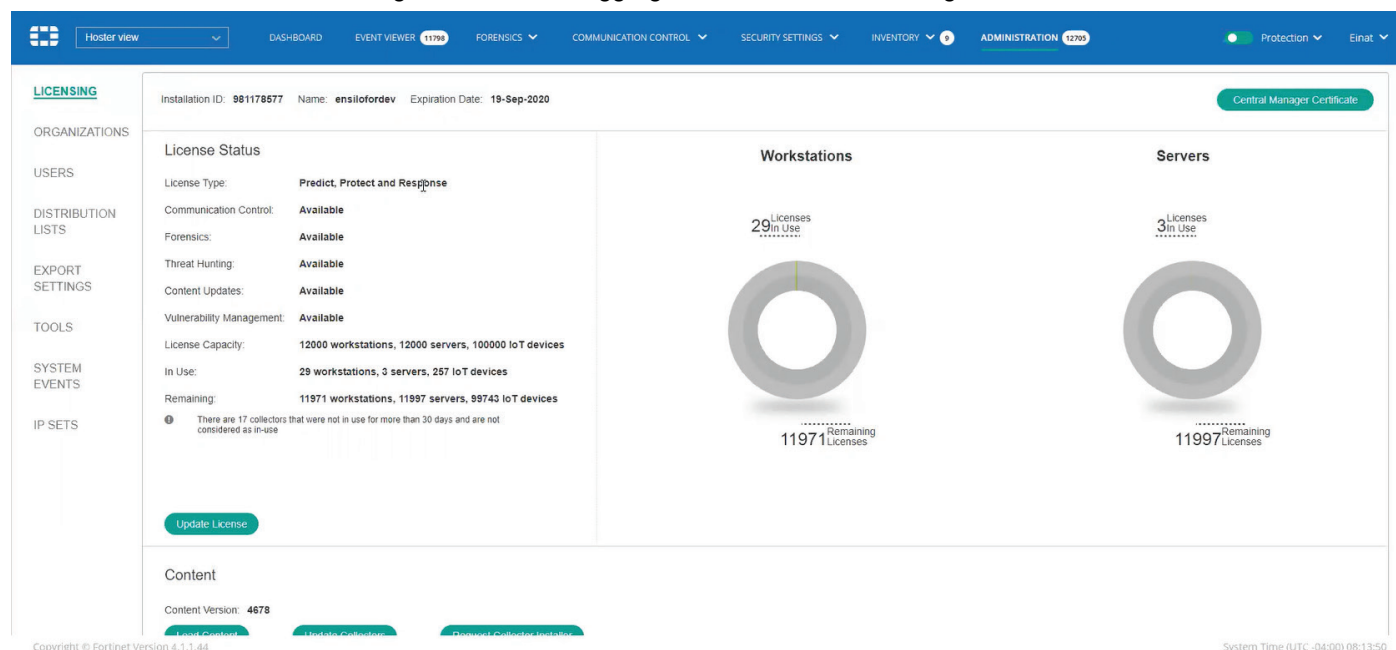 Hoster view
DASHBOARD
EVENT VIEWER 11798
FORENSICS
COMMUNICATION CONTROL
SECURITY SETTINGS
INVENTORY 9
ADMINISTRATION 12705
Protection
Einat
LICENSING
ORGANIZATIONS
USERS
DISTRIBUTION
LISTS
EXPORT
SETTINGS
TOOLS
SYSTEM
EVENTS
IP SETS
Installation ID: 981178577 Name: ensilofordev Expiration Date: 19-Sep-2020
Central Manager Certificate
License Status
License Type: Predict, Protect and Response
Communication Control: Available
Forensics: Available
Threat Hunting: Available
Content Updates: Available
Vulnerability Management: Available
License Capacity: 12000 workstations, 12000 servers, 100000 IoT devices
In Use: 29 workstations, 3 servers, 257 IoT devices
Remaining: 11971 workstations, 11997 servers, 99743 IoT devices
There are 17 collectors that were not in use for more than 30 days and are not
considered as in-use
Update License
Workstations
29 Licenses
In Use
11971 Remaining
Licenses
Servers
3 Licenses
In Use
11997 Remaining
Licenses
Content
Content Version: 4678
Load Content
Update Collectors
Request Collector Installer
Copyright © Fortinet Version 4.1.1.44
System Time (UTC -04:00) 08:13:50